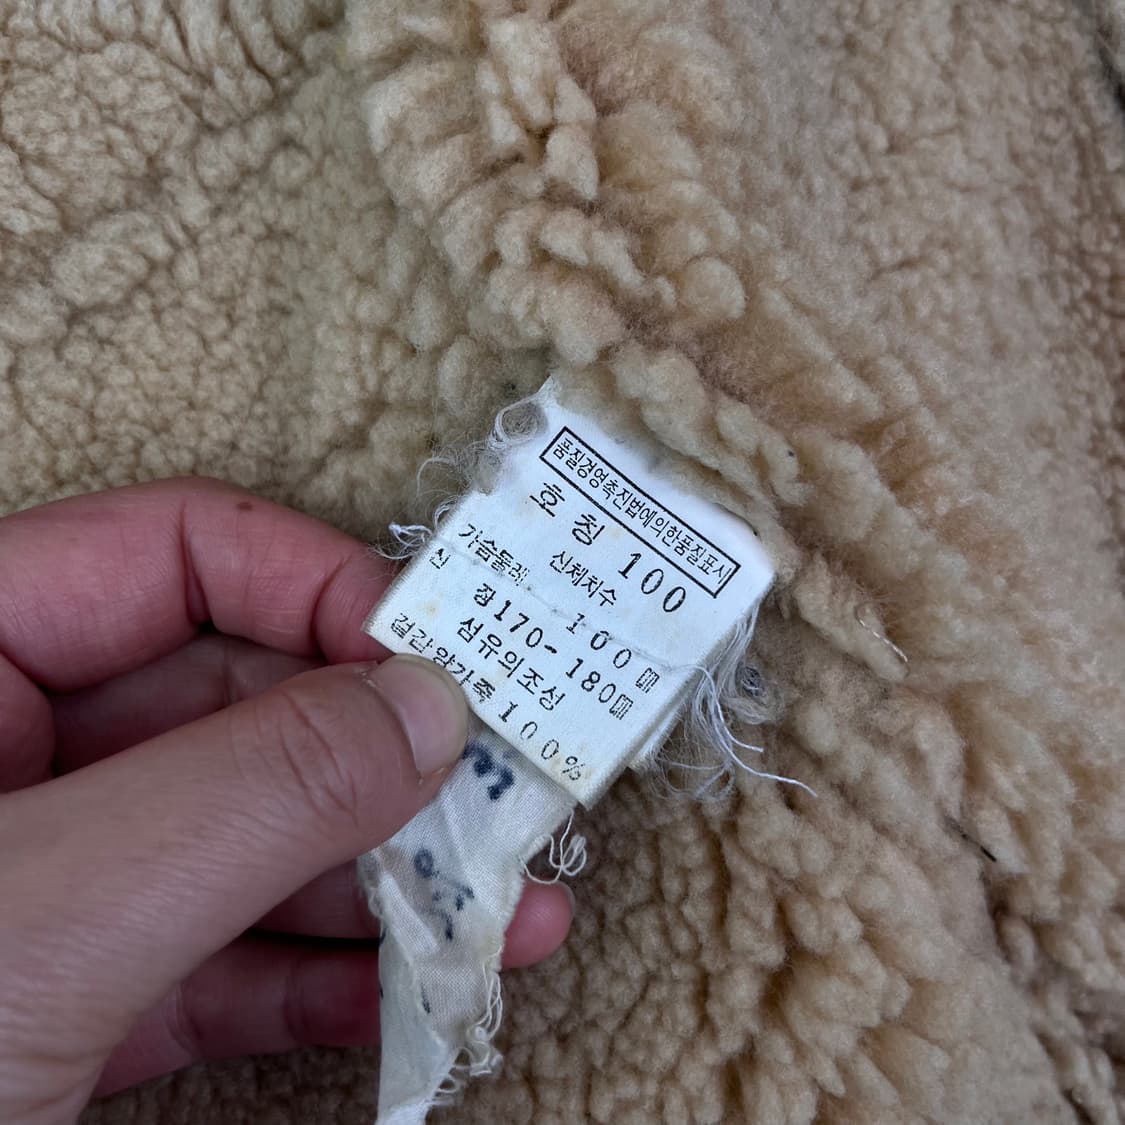 품질경영촉진법에의한품질표시
호칭 100
신체치수
가슴둘레 100㎝
신 장170-180㎝
섬유의조성
겉감양가죽100%